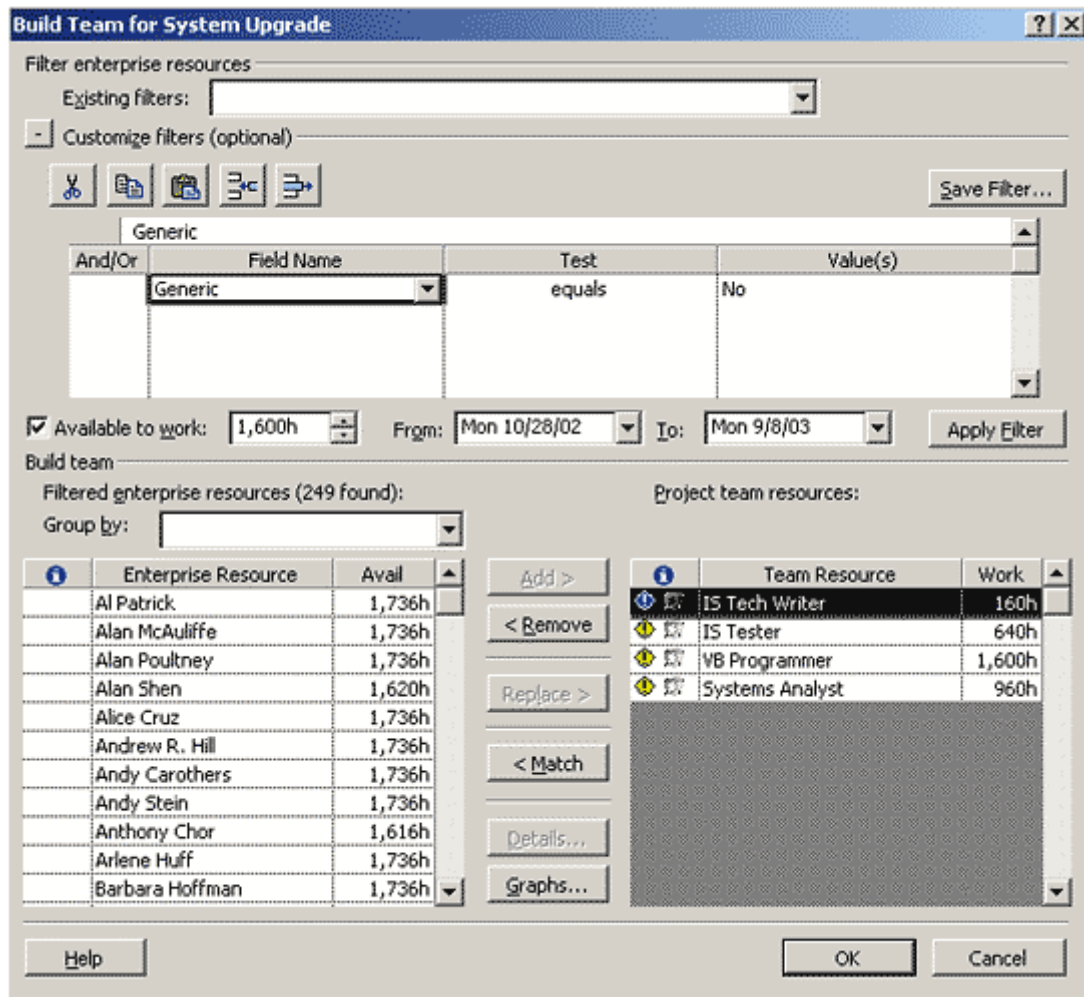 Build Team for System Upgrade
Filter enterprise resources
Existing filters:
- Customize filters (optional)
Save Filter...
Generic
And/Or Field Name Test Value(s)
Generic equals No
Available to work: 1,600h From: Mon 10/28/02 To: Mon 9/8/03 Apply Filter
Build team
Filtered enterprise resources (249 found): Project team resources:
Group by:
Enterprise Resource Avail Add > Team Resource Work
Al Patrick 1,736h IS Tech Writer 160h
Alan McAuliffe 1,736h < Remove IS Tester 640h
Alan Poultney 1,736h VB Programmer 1,600h
Alan Shen 1,620h Replace > Systems Analyst 960h
Alice Cruz 1,736h
Andrew R. Hill 1,736h
Andy Carothers 1,736h < Match
Andy Stein 1,736h
Anthony Chor 1,616h Details...
Arlene Huff 1,736h
Barbara Hoffman 1,736h Graphs...
Help OK Cancel